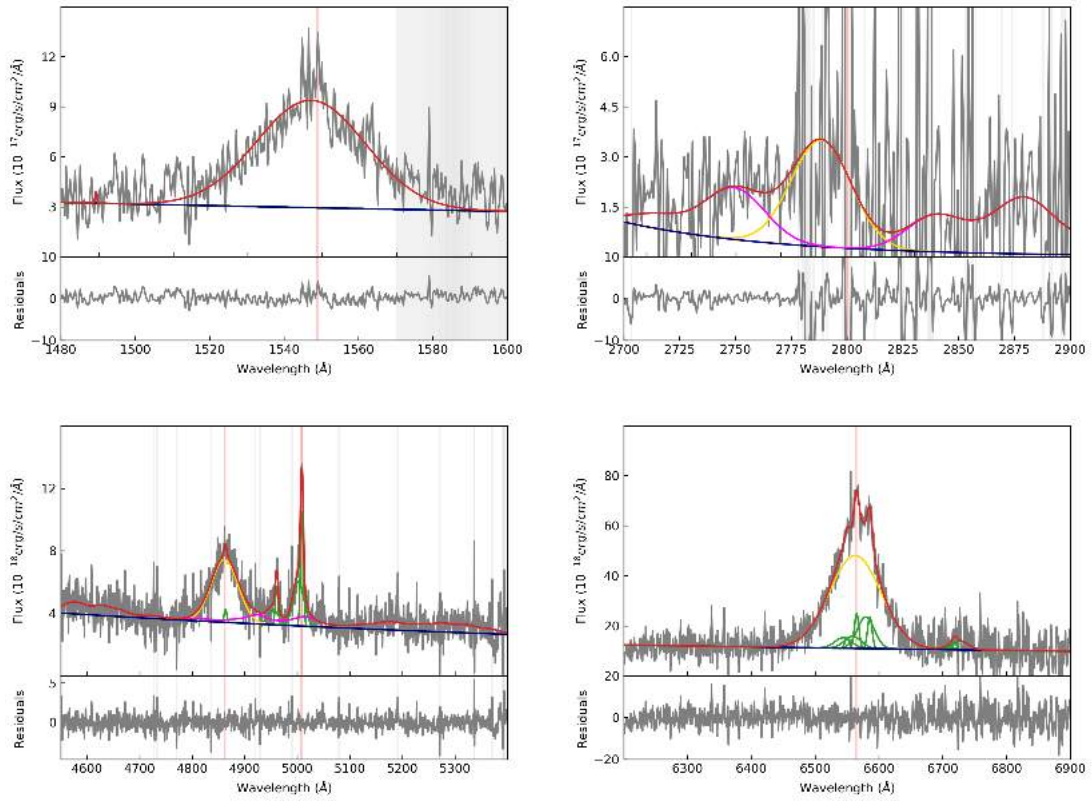 Flux (10 17erg/s/cm2/Å)
12
9
6
3
Residuals
10
0
−10
1480 1500 1520 1540 1560 1580 1600
Wavelength (Å)
Flux (10 17erg/s/cm2/Å)
6.0
4.5
3.0
1.5
Residuals
10
0
−10
2700 2725 2750 2775 2800 2825 2850 2875 2900
Wavelength (Å)
Flux (10 18erg/s/cm2/Å)
12
8
4
Residuals
5
0
4600 4700 4800 4900 5000 5100 5200 5300
Wavelength (Å)
Flux (10 18erg/s/cm2/Å)
80
60
40
20
Residuals
20
0
−20
6300 6400 6500 6600 6700 6800 6900
Wavelength (Å)